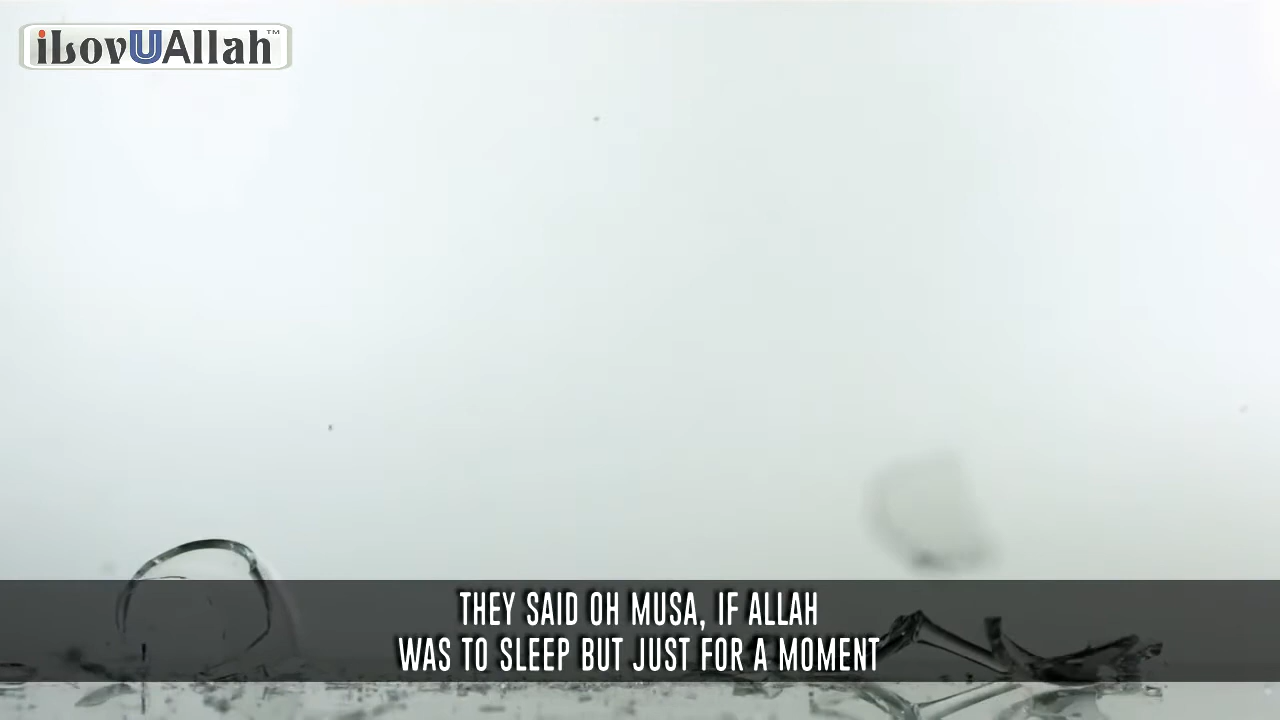 iLovUAllah™
THEY SAID OH MUSA, IF ALLAH
WAS TO SLEEP BUT JUST FOR A MOMENT